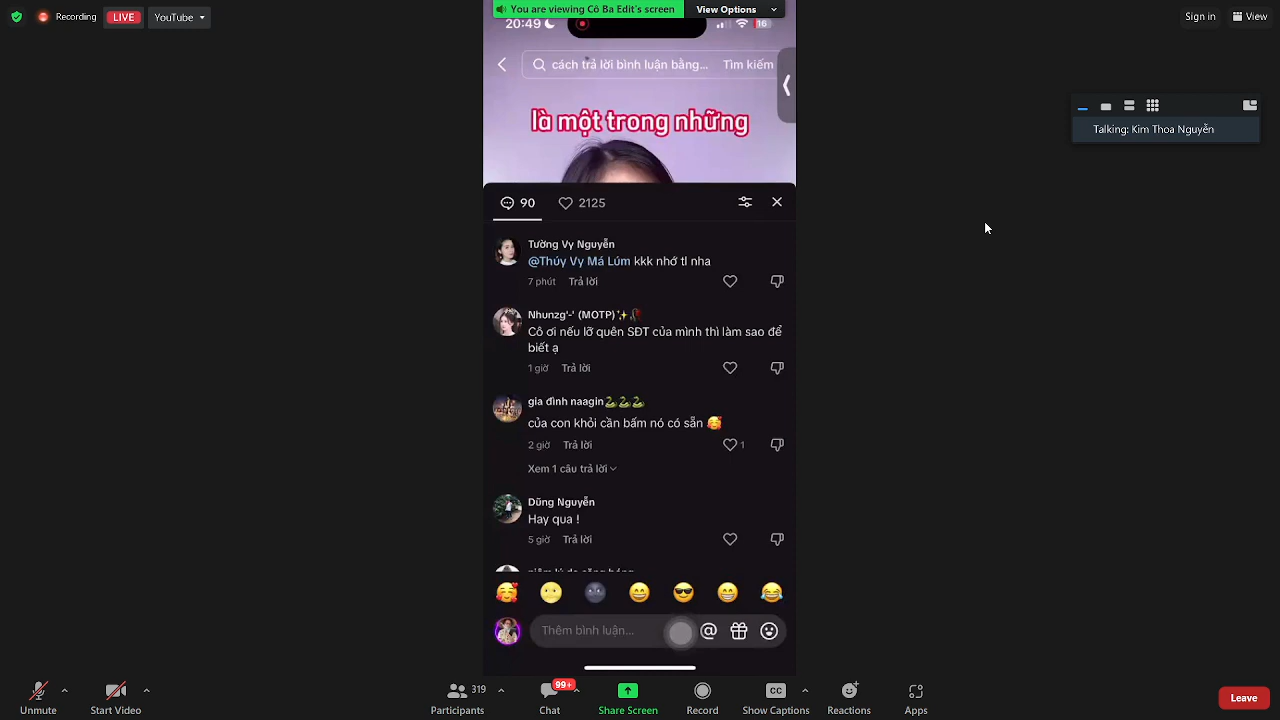 Recording
LIVE
YouTube
You are viewing Cô Ba Edit's screen
View Options
View
20:49
16
cách trả lời bình luận bằng...
Tìm kiếm
Talking: Kim Thoa Nguyễn
là một trong những
90
2125
Tường Vy Nguyễn
@Thúy Vy Má Lúm kkk nhớ tl nha
7 phút Trả lời
Nhunzg'-' (MOTP)✨🥀
Cô ơi nếu lỡ quên SĐT của mình thì làm sao để
biết ạ
1 giờ Trả lời
gia đình naagin🐍🐍🐍
của con khỏi cần bấm nó có sẵn 🥰
2 giờ Trả lời
1
Xem 1 câu trả lời
Dũng Nguyễn
Hay qua !
5 giờ Trả lời
Thêm bình luận...
Unmute
Start Video
Participants
319
Chat
99+
Share Screen
Record
CC
Show Captions
Reactions
Apps
Leave